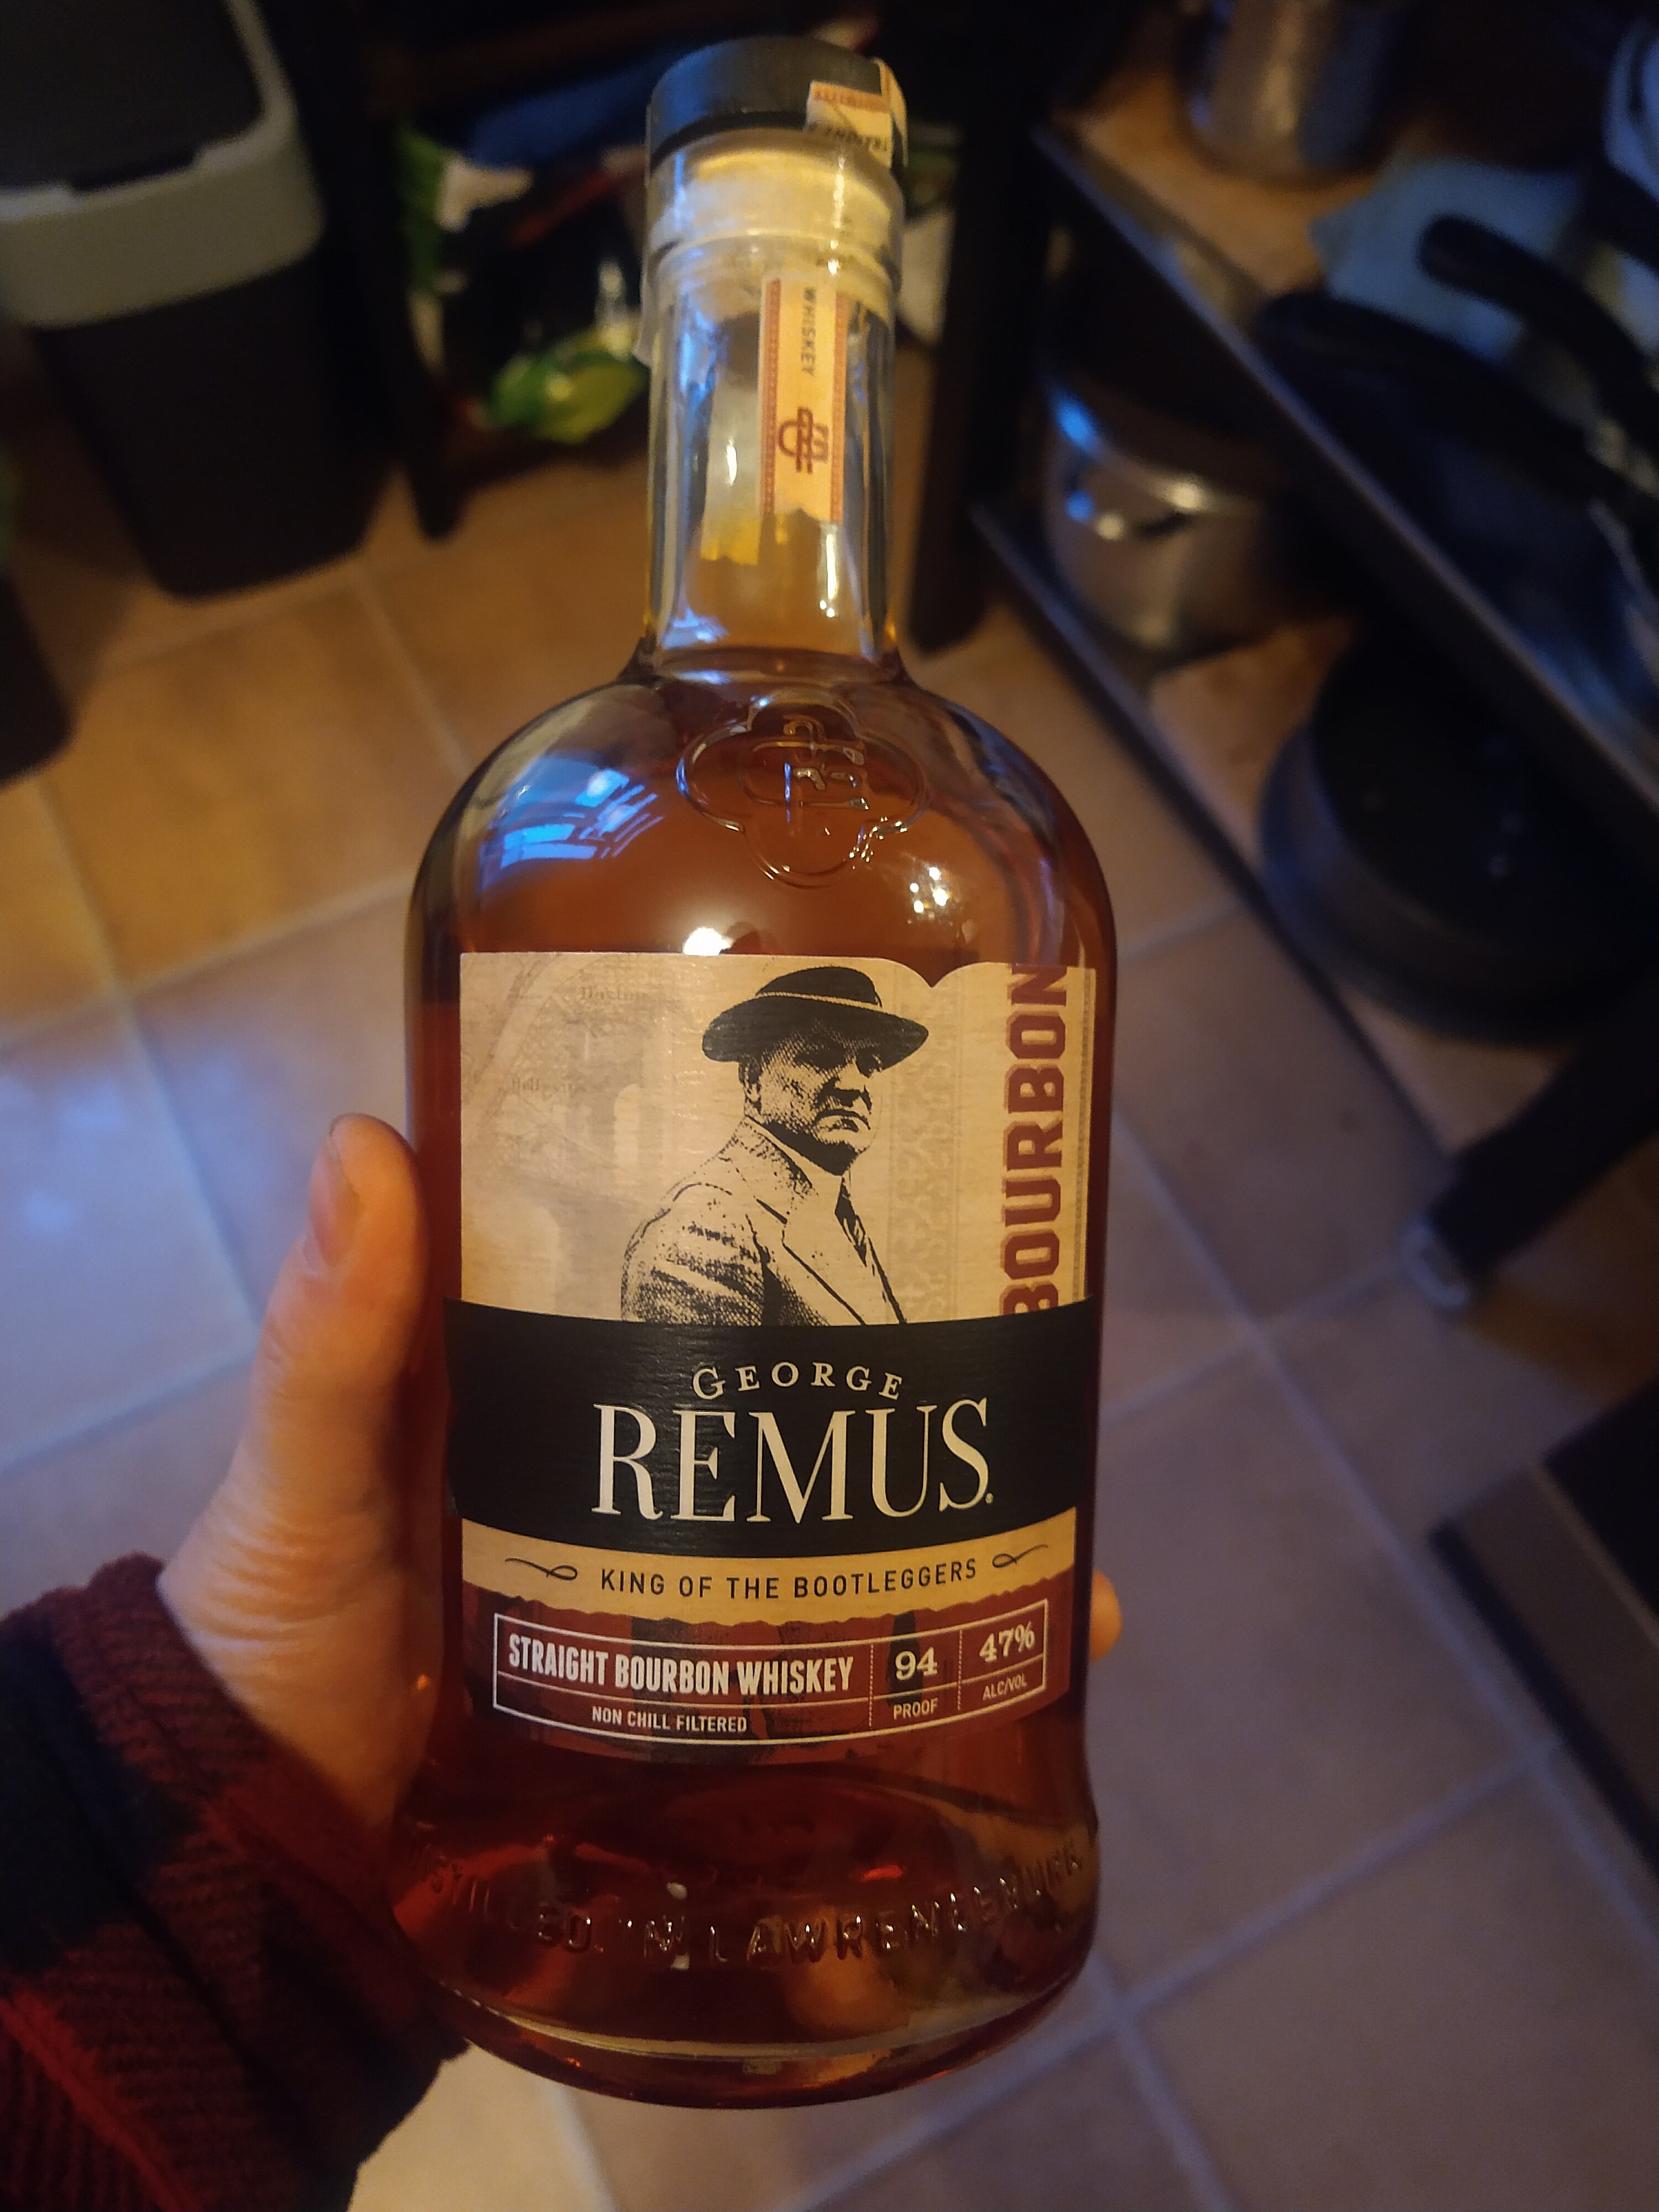 WHISKEY
BOURBON
GEORGE
REMUS.
KING OF THE BOOTLEGGERS
STRAIGHT BOURBON WHISKEY
NON CHILL FILTERED
94
PROOF
47%
ALC/VOL
IN LAWRENCEBURG